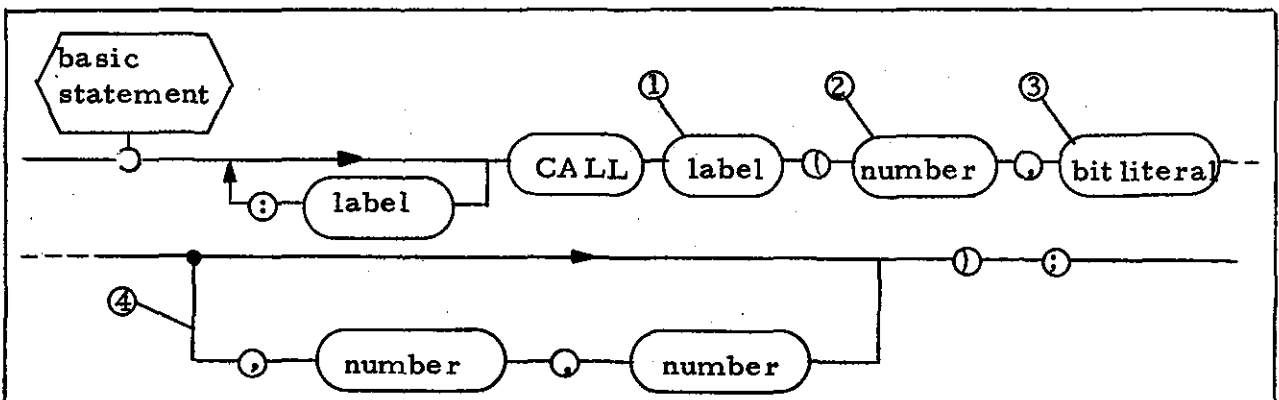 basic
statement
① ② ③
CALL label ( number , bit literal
: label
④
) ;
, number , number